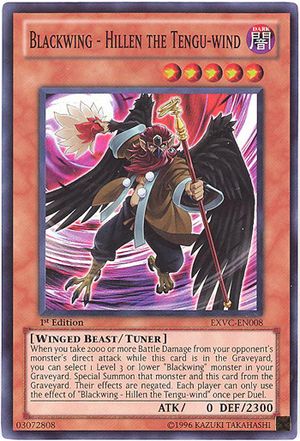 BLACKWING - HILLEN THE TENGU-WIND
DARK
闇
1st Edition
EXVC-EN008
[WINGED BEAST/TUNER]
When you take 2000 or more Battle Damage from your opponent's
monster's direct attack while this card is in the Graveyard,
you can select 1 Level 3 or lower "Blackwing" monster in your
Graveyard. Special Summon that monster and this card from the
Graveyard. Their effects are negated. Each player can only use
the effect of "Blackwing - Hillen the Tengu-wind" once per Duel.
ATK/ 0 DEF/2300
03072808
©1996 KAZUKI TAKAHASHI